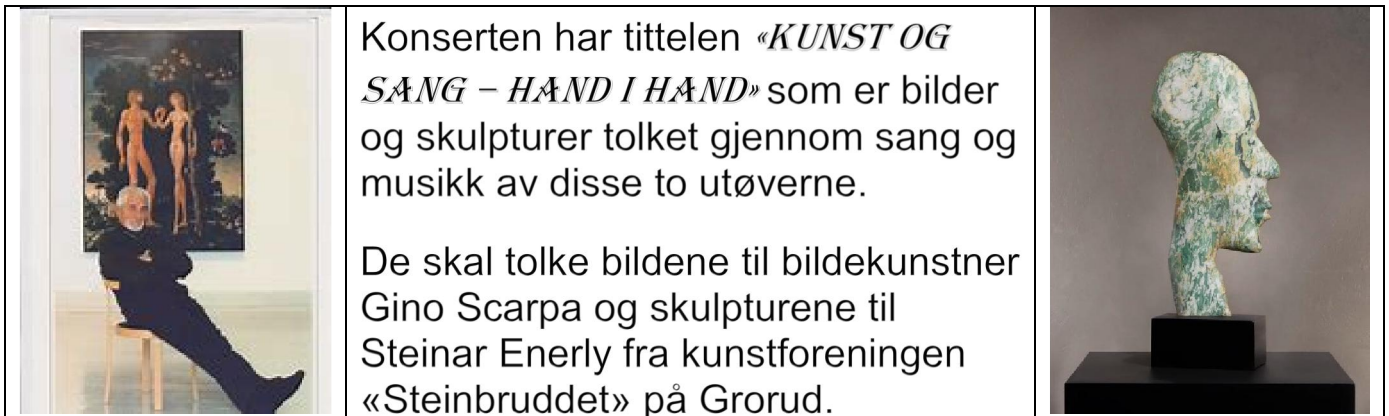 Konserten har tittelen «KUNST OG
SANG – HAND I HAND» som er bilder
og skulpturer tolket gjennom sang og
musikk av disse to utøverne.
De skal tolke bildene til bildekunstner
Gino Scarpa og skulpturene til
Steinar Enerly fra kunstforeningen
«Steinbruddet» på Grorud.